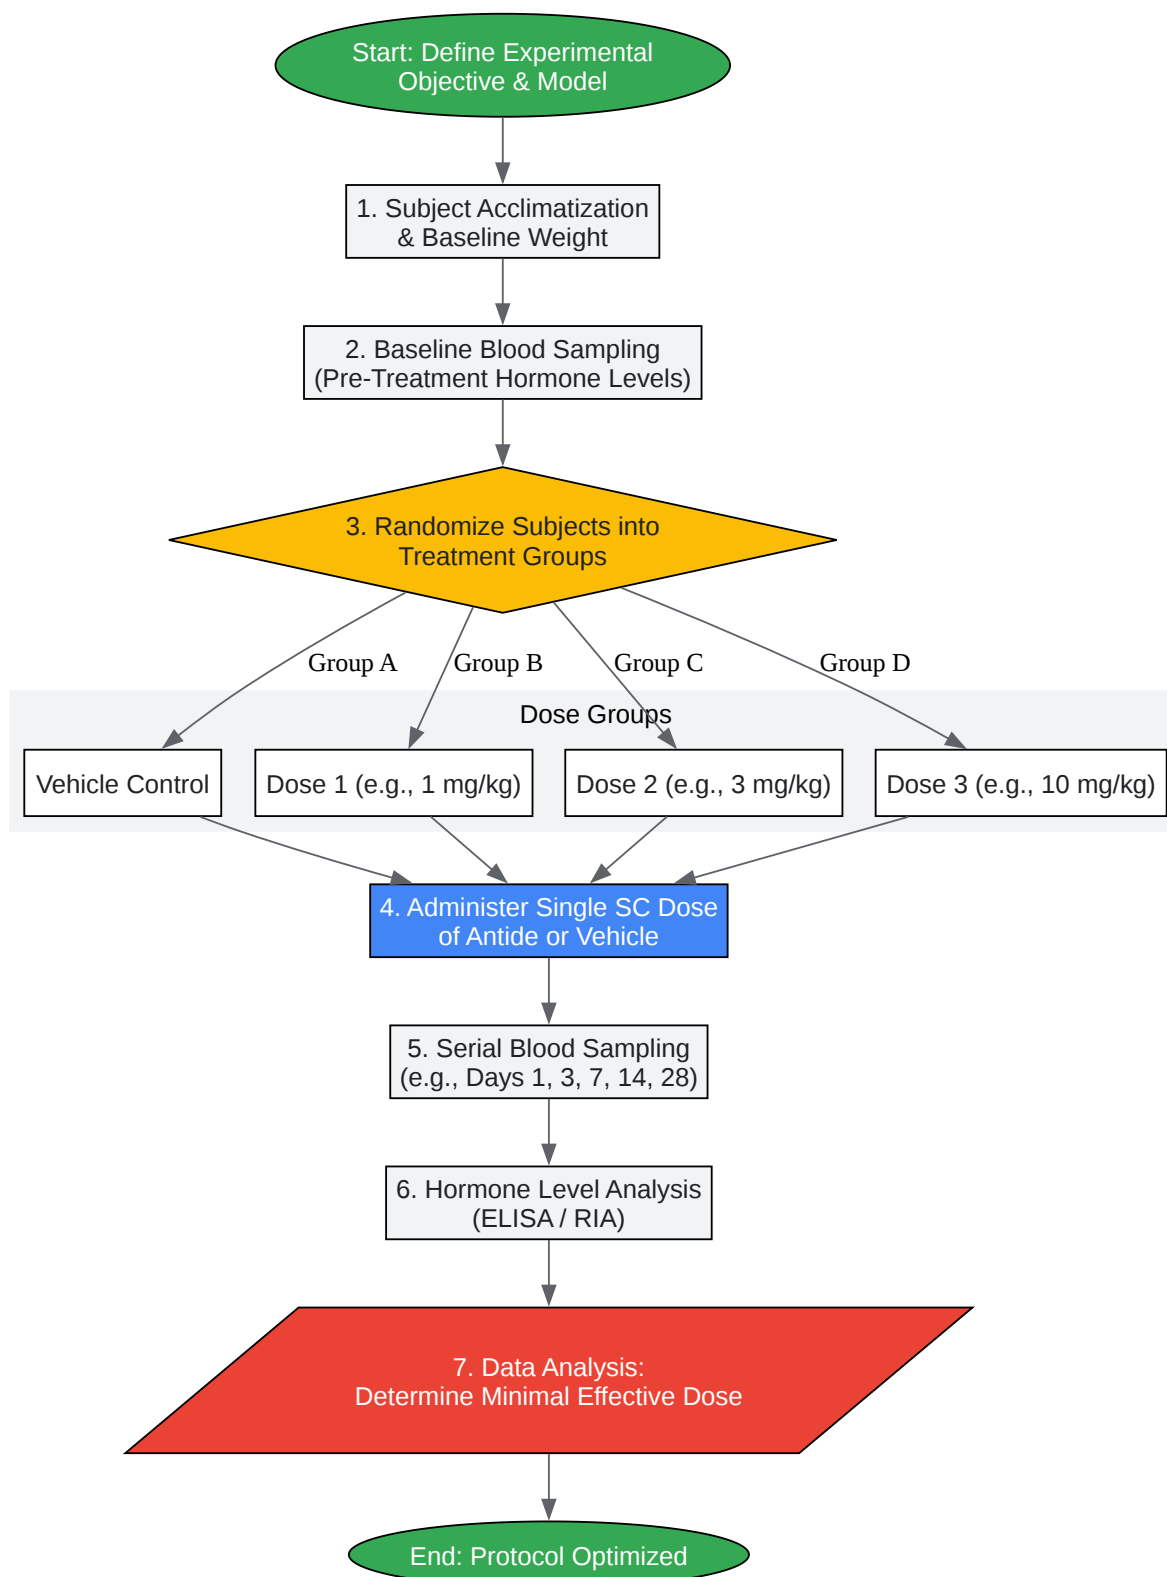 Start: Define Experimental
Objective & Model
1. Subject Acclimatization
& Baseline Weight
2. Baseline Blood Sampling
(Pre-Treatment Hormone Levels)
3. Randomize Subjects into
Treatment Groups
Group A
Group B
Group C
Group D
Dose Groups
Vehicle Control
Dose 1 (e.g., 1 mg/kg)
Dose 2 (e.g., 3 mg/kg)
Dose 3 (e.g., 10 mg/kg)
4. Administer Single SC Dose
of Antide or Vehicle
5. Serial Blood Sampling
(e.g., Days 1, 3, 7, 14, 28)
6. Hormone Level Analysis
(ELISA / RIA)
7. Data Analysis:
Determine Minimal Effective Dose
End: Protocol Optimized